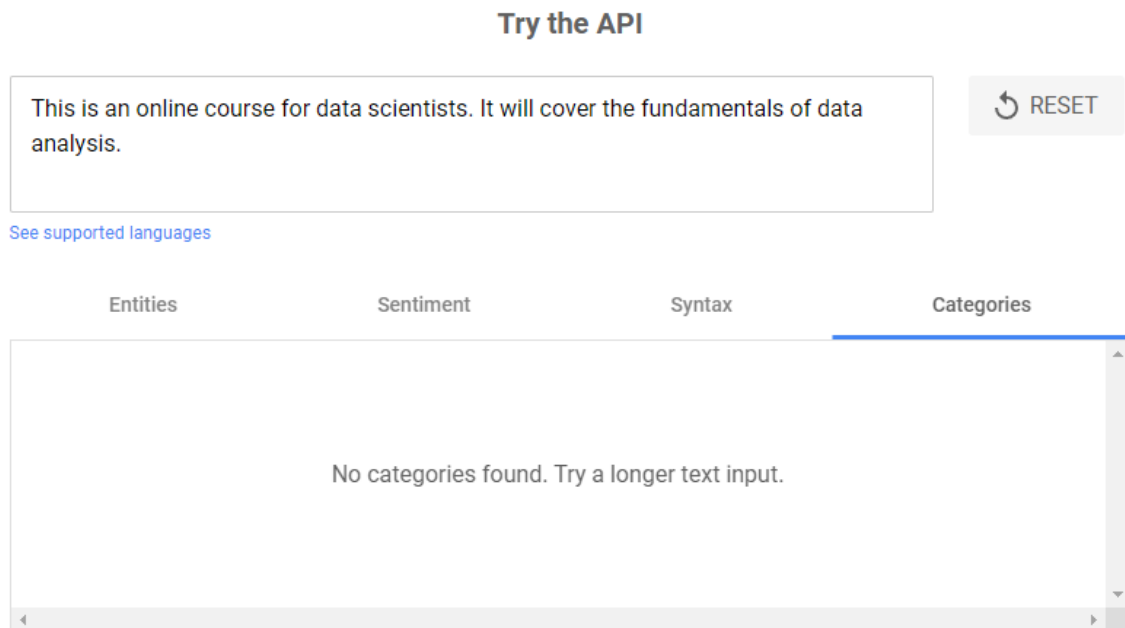 Try the API
This is an online course for data scientists. It will cover the fundamentals of data
analysis.
RESET
See supported languages
Entities
Sentiment
Syntax
Categories
No categories found. Try a longer text input.